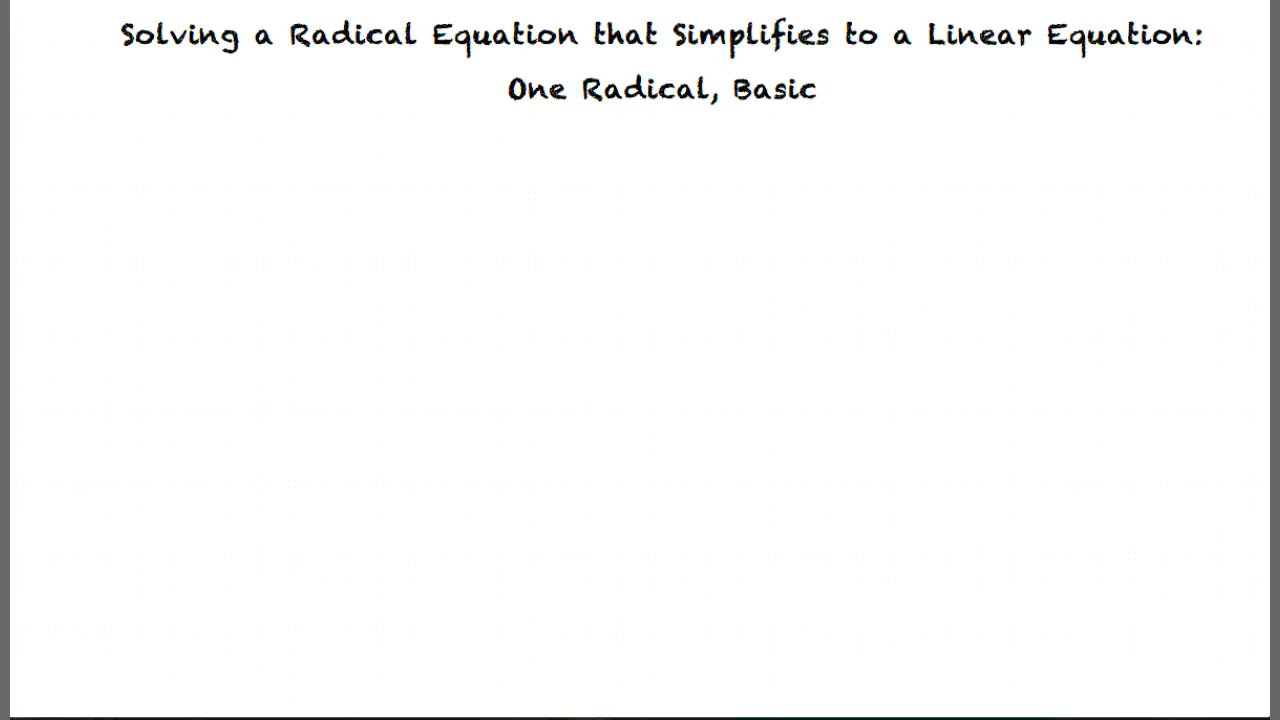 Solving a Radical Equation that Simplifies to a Linear Equation:
One Radical, Basic